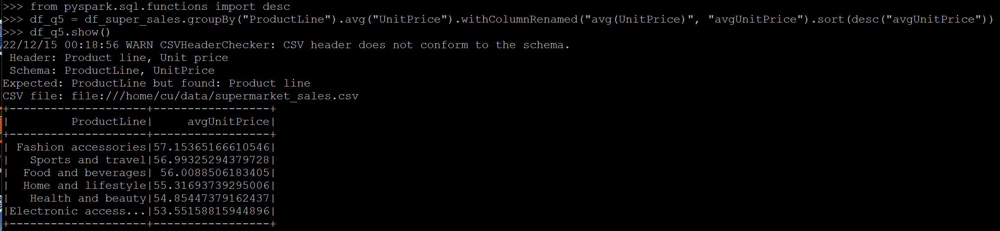 >>> from pyspark.sql.functions import desc
>>> df_q5 = df_super_sales.groupBy("ProductLine").avg("UnitPrice").withColumnRenamed("avg(UnitPrice)", "avgUnitPrice").sort(desc("avgUnitPrice"))
>>> df_q5.show()
22/12/15 00:18:56 WARN CSVHeaderChecker: CSV header does not conform to the schema.
 Header: Product line, Unit price
 Schema: ProductLine, UnitPrice
Expected: ProductLine but found: Product line
CSV file: file:///home/cu/data/supermarket_sales.csv
+--------------------+-----------------+
|         ProductLine|     avgUnitPrice|
+--------------------+-----------------+
| Fashion accessories|57.15365166610546|
|   Sports and travel|56.99325294379728|
|  Food and beverages| 56.0088506183405|
|  Home and lifestyle|55.31693739295006|
|   Health and beauty|54.85447379162437|
|Electronic access...|53.55158815944896|
+--------------------+-----------------+